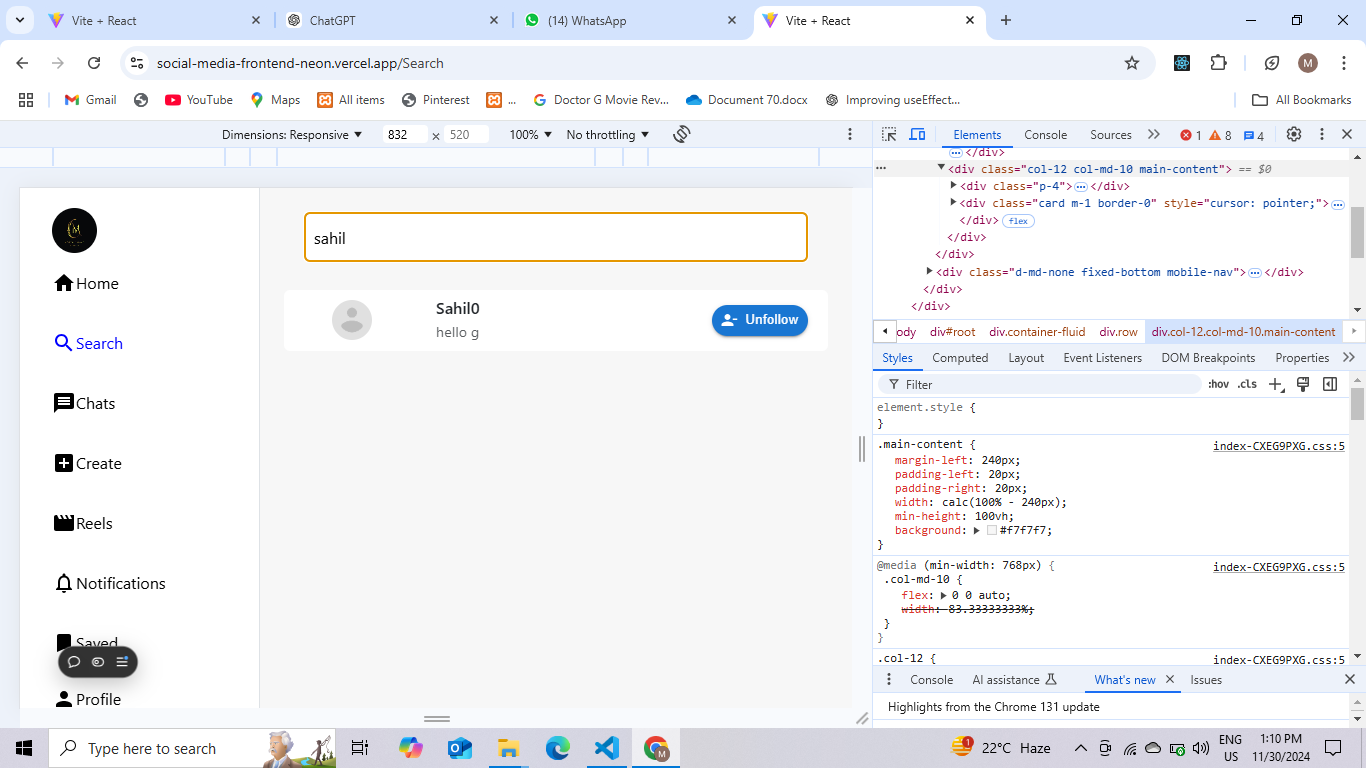 Vite + React
ChatGPT
(14) WhatsApp
Vite + React
social-media-frontend-neon.vercel.app/Search
M
Gmail
YouTube
Maps
All items
Pinterest
...
Doctor G Movie Rev...
Document 70.docx
Improving useEffect...
All Bookmarks
Dimensions: Responsive
832 × 520
100%
No throttling
Elements
Console
Sources
1
8
4
</div>
<div class="col-12 col-md-10 main-content"> == $0
<div class="p-4"> </div>
<div class="card m-1 border-0" style="cursor: pointer;">
</div> flex
</div>
</div>
<div class="d-md-none fixed-bottom mobile-nav"> </div>
</div>
</div>
ody div#root div.container-fluid div.row div.col-12.col-md-10.main-content
Styles Computed Layout Event Listeners DOM Breakpoints Properties
Filter
:hov .cls
element.style {
}
.main-content { index-CXEG9PXG.css:5
margin-left: 240px;
padding-left: 20px;
padding-right: 20px;
width: calc(100% - 240px);
min-height: 100vh;
background: #f7f7f7;
}
@media (min-width: 768px) { index-CXEG9PXG.css:5
.col-md-10 {
flex: 0 0 auto;
width: 83.33333333%;
}
}
.col-12 { index-CXEG9PXG.css:5
Console AI assistance What's new Issues
Highlights from the Chrome 131 update
M
Home
Search
Chats
Create
Reels
Notifications
Saved
Profile
sahil
Sahil0
hello g
Unfollow
Type here to search
M
1
22°C Haze
ENG
US
1:10 PM
11/30/2024